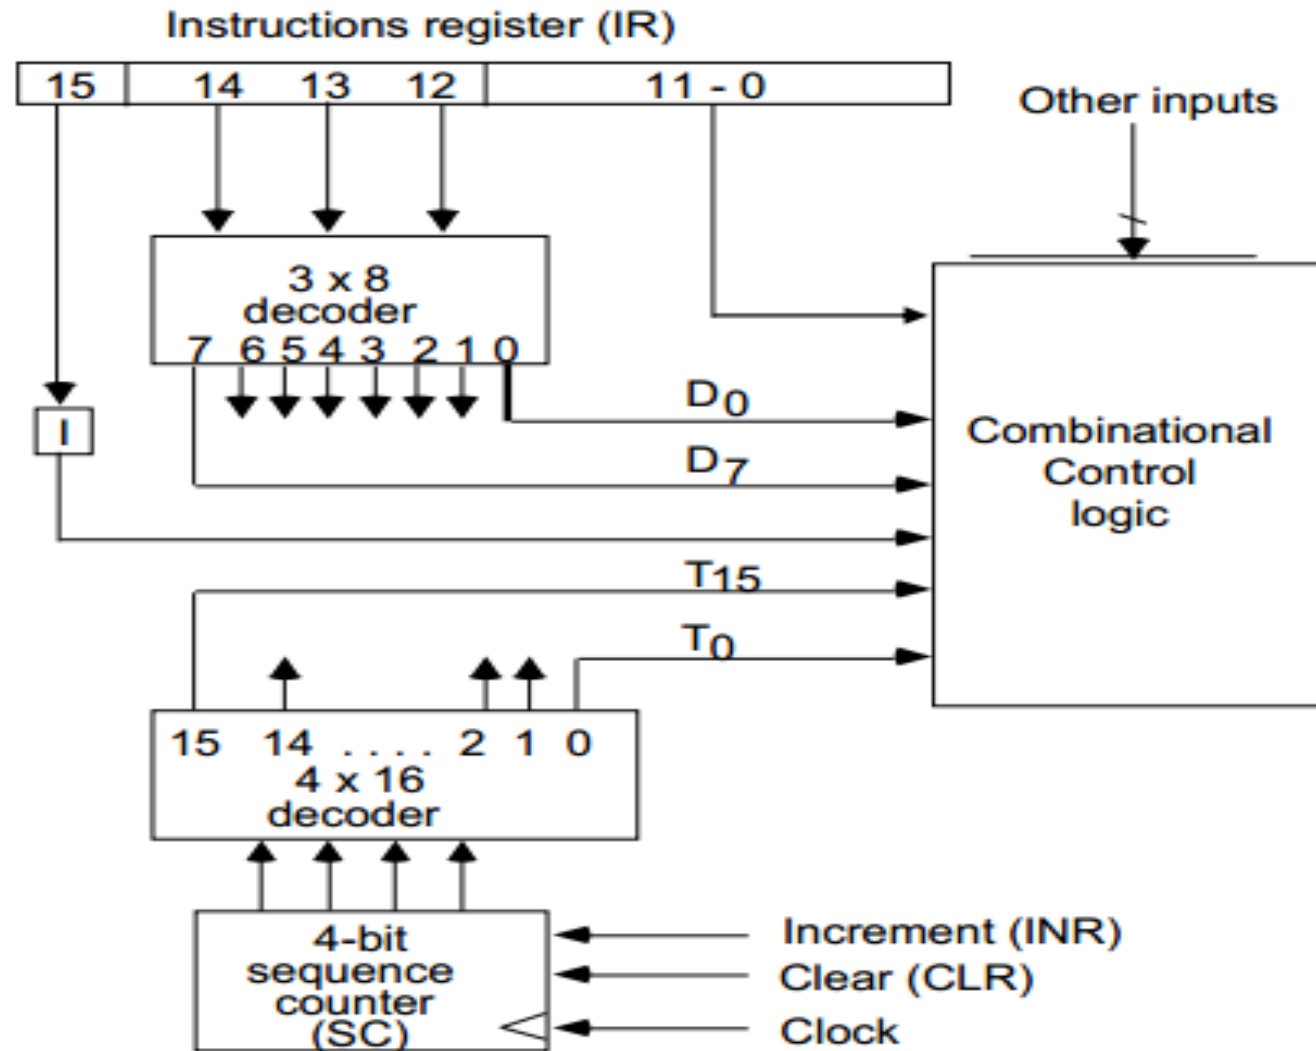 Instructions register (IR)
15 14 13 12 11 - 0
Other inputs
3 x 8
decoder
7 6 5 4 3 2 1 0
D0
I
D7
Combinational
Control
logic
T15
T0
15 14 . . . . 2 1 0
4 x 16
decoder
4-bit
sequence
counter
(SC)
Increment (INR)
Clear (CLR)
Clock